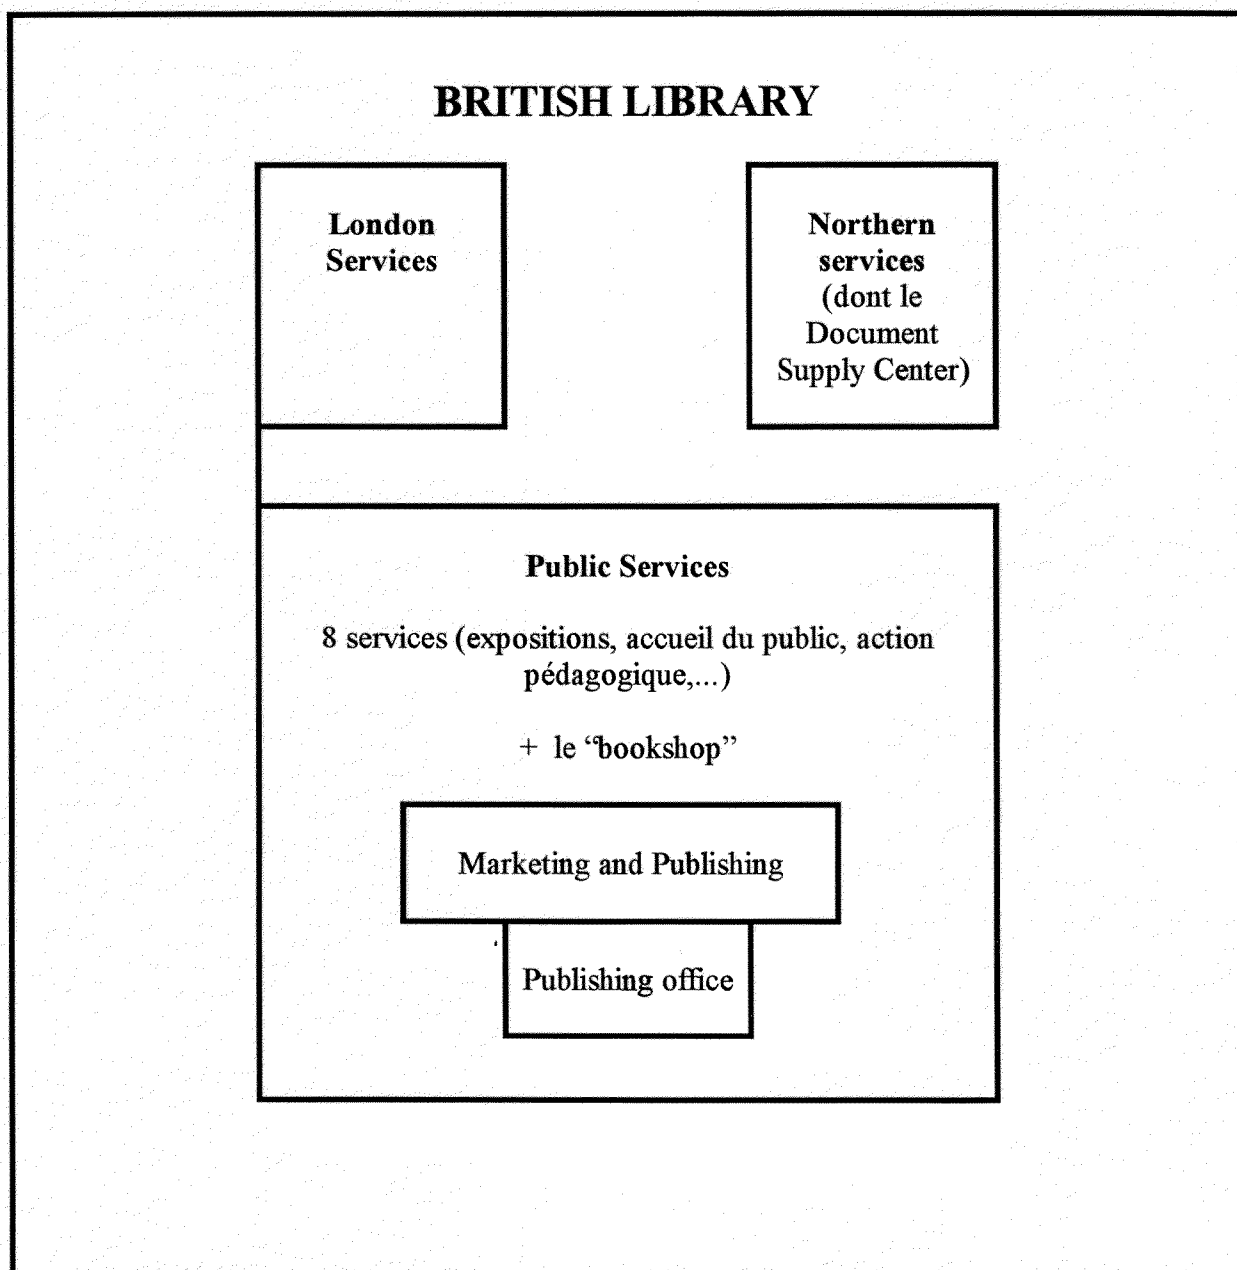 BRITISH LIBRARY
London
Services
Northern
services
(dont le
Document
Supply Center)
Public Services
8 services (expositions, accueil du public, action
pédagogique,...)
+ le “bookshop”
Marketing and Publishing
Publishing office